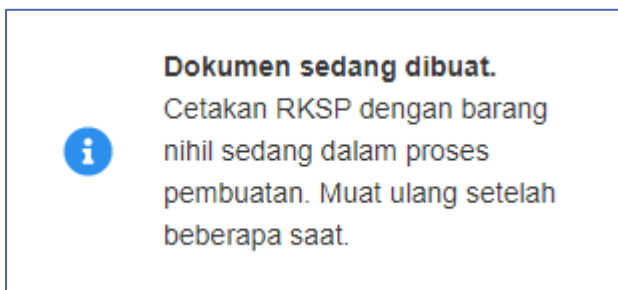 Dokumen sedang dibuat.
Cetakan RKSP dengan barang
nihil sedang dalam proses
pembuatan. Muat ulang setelah
beberapa saat.